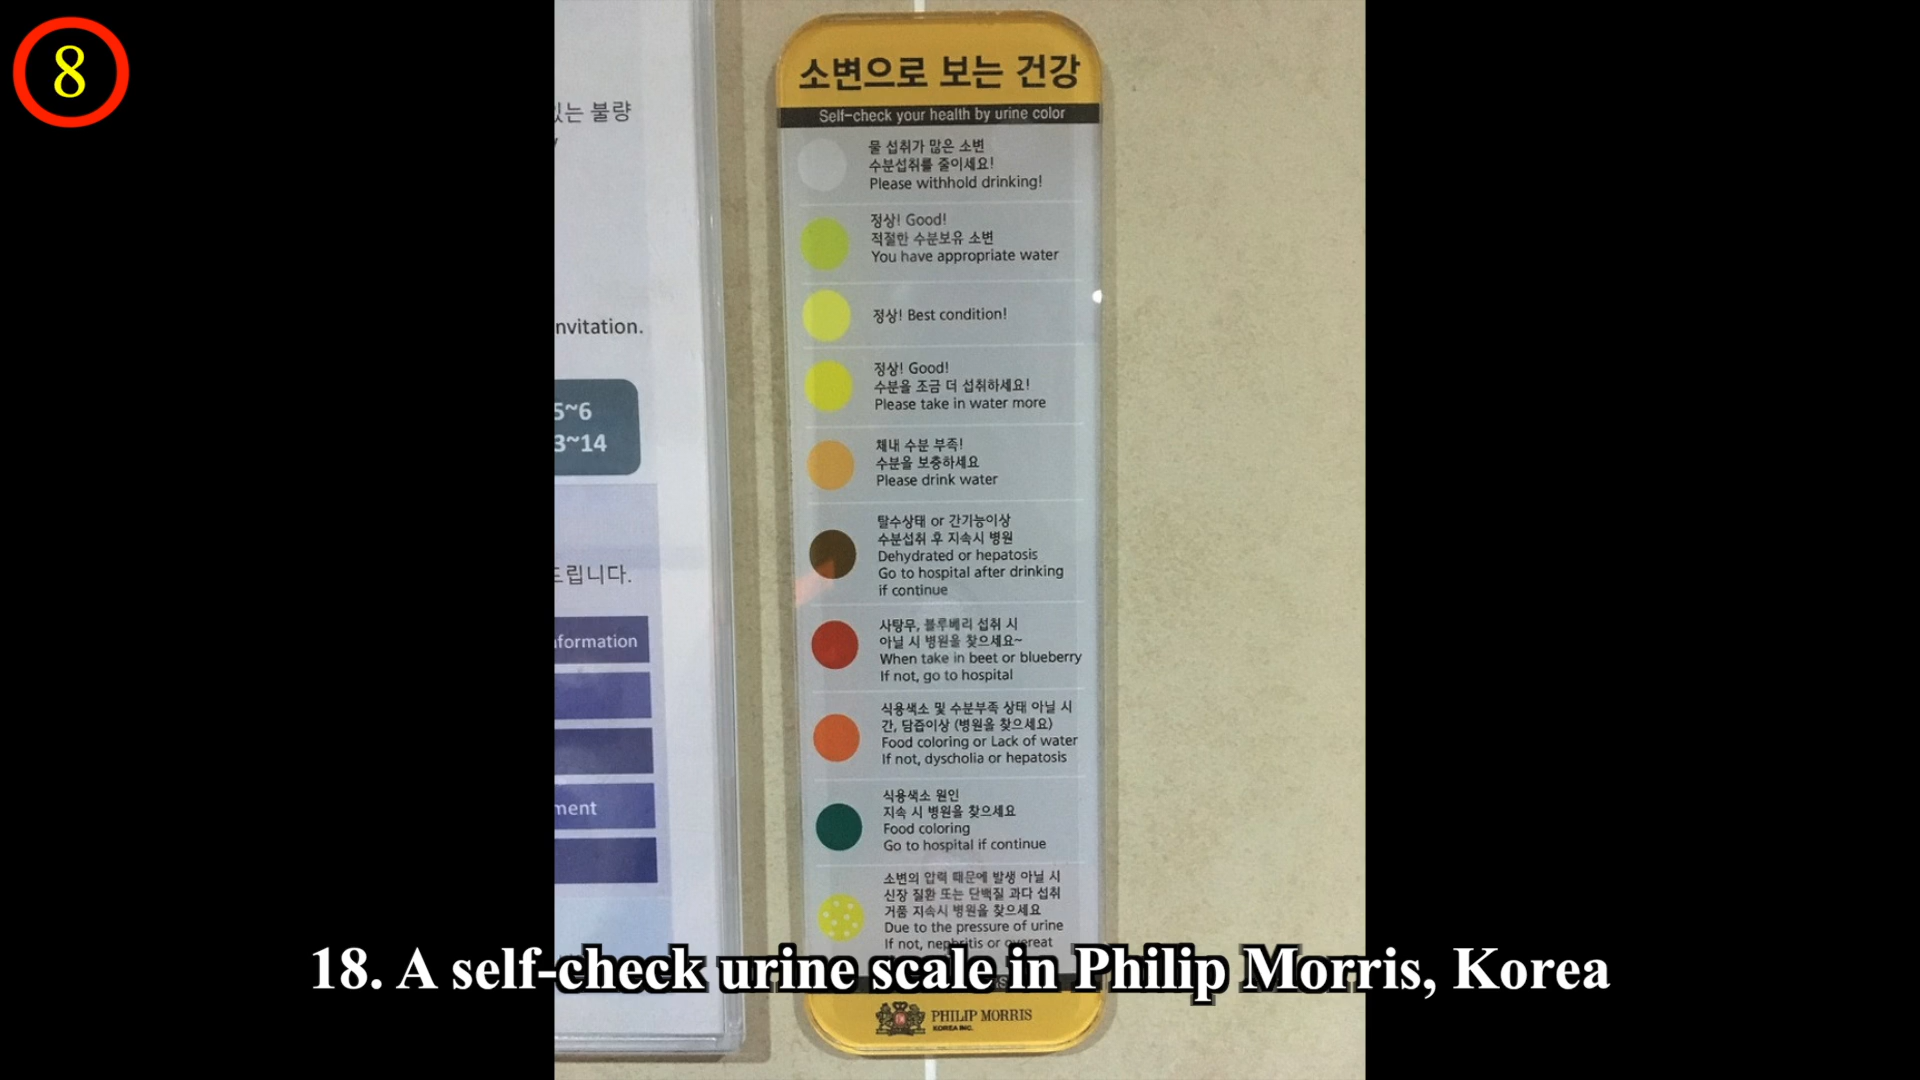 8
있는 불량
nvitation.
5~6
3~14
드립니다.
nformation
ment
소변으로 보는 건강
Self-check your health by urine color
물 섭취가 많은 소변
수분섭취를 줄이세요!
Please withhold drinking!
정상! Good!
적절한 수분보유 소변
You have appropriate water
정상! Best condition!
정상! Good!
수분을 조금 더 섭취하세요!
Please take in water more
체내 수분 부족!
수분을 보충하세요
Please drink water
탈수상태 or 간기능이상
수분섭취 후 지속시 병원
Dehydrated or hepatosis
Go to hospital after drinking
if continue
사탕무, 블루베리 섭취 시
아닐 시 병원을 찾으세요~
When take in beet or blueberry
If not, go to hospital
식용색소 및 수분부족 상태 아닐 시
간, 담즙이상 (병원을 찾으세요)
Food coloring or Lack of water
If not, dyscholia or hepatosis
식용색소 원인
지속 시 병원을 찾으세요
Food coloring
Go to hospital if continue
소변의 압력 때문에 발생 아닐 시
신장 질환 또는 단백질 과다 섭취
거품 지속시 병원을 찾으세요
Due to the pressure of urine
If not, nephritis or overeat
18. A self-check urine scale in Philip Morris, Korea
PHILIP MORRIS
KOREA INC.